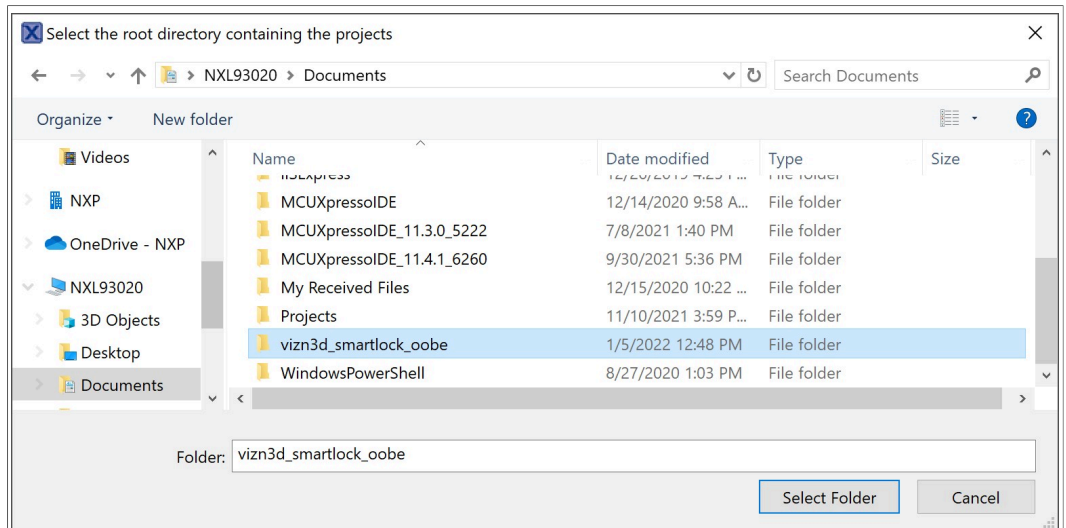 Select the root directory containing the projects
NXL93020 > Documents
Search Documents
Organize
New folder
Videos
NXP
OneDrive - NXP
NXL93020
3D Objects
Desktop
Documents
Name Date modified Type Size
MCUXpressoIDE 12/14/2020 9:58 A... File folder
MCUXpressoIDE_11.3.0_5222 7/8/2021 1:40 PM File folder
MCUXpressoIDE_11.4.1_6260 9/30/2021 5:36 PM File folder
My Received Files 12/15/2020 10:22 ... File folder
Projects 11/10/2021 3:59 P... File folder
vizn3d_smartlock_oobe 1/5/2022 12:48 PM File folder
WindowsPowerShell 8/27/2020 1:03 PM File folder
Folder: vizn3d_smartlock_oobe
Select Folder
Cancel